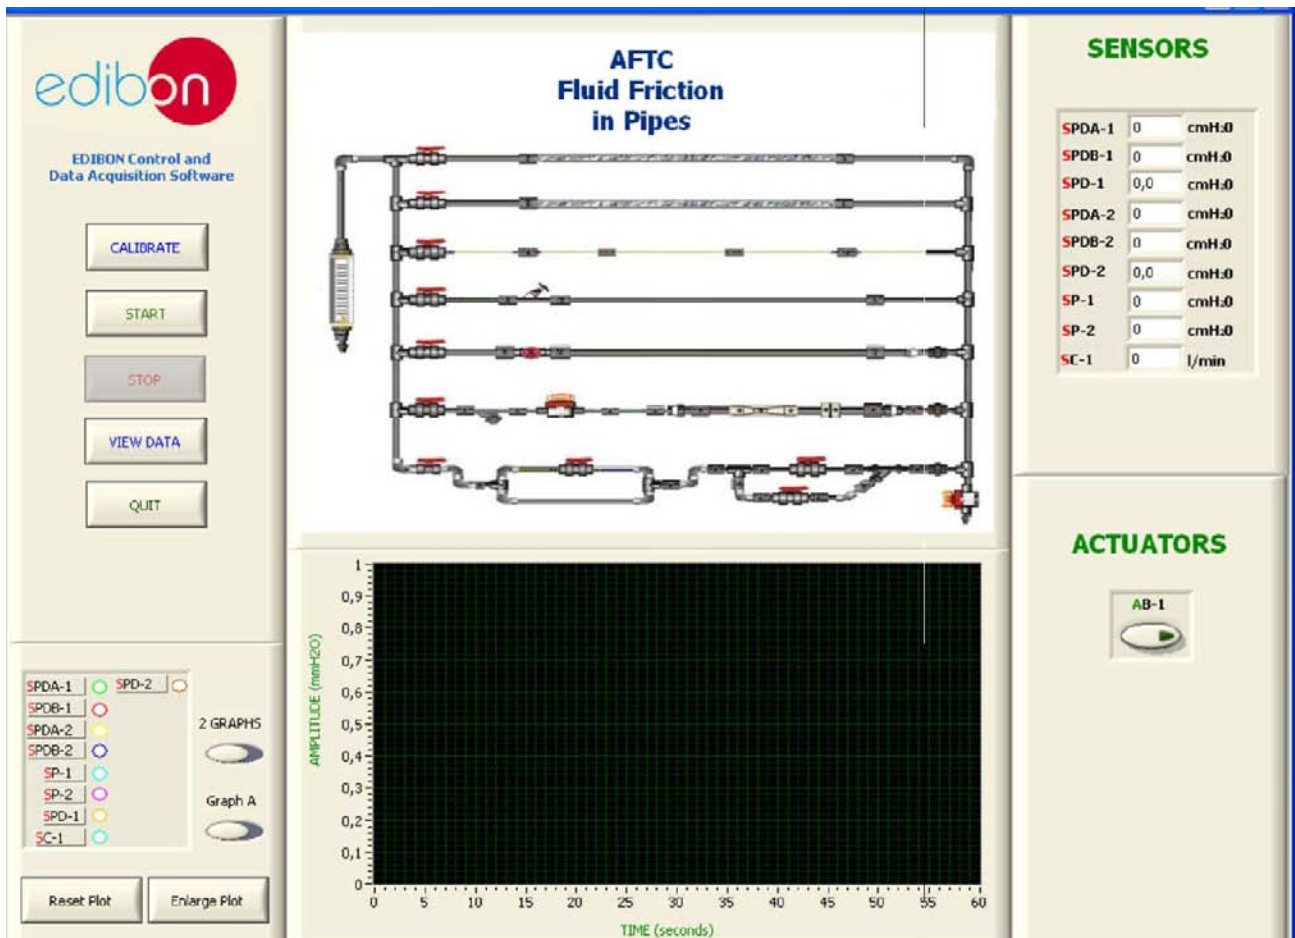 edibon
EDIBON Control and
Data Acquisition Software
CALIBRATE
START
STOP
VIEW DATA
QUIT
AFTC
Fluid Friction
in Pipes
SENSORS
SPDA-1 0 cmH₂0
SPDB-1 0 cmH₂0
SPD-1 0,0 cmH₂0
SPDA-2 0 cmH₂0
SPDB-2 0 cmH₂0
SPD-2 0,0 cmH₂0
SP-1 0 cmH₂0
SP-2 0 cmH₂0
SC-1 0 l/min
ACTUATORS
AB-1
SPDA-1 SPD-2
SPDB-1
SPDA-2
SPDB-2
SP-1
SP-2
SPD-1
SC-1
2 GRAPHS
Graph A
Reset Plot
Enlarge Plot
AMPLITUDE (mmH2O)
1
0,9
0,8
0,7
0,6
0,5
0,4
0,3
0,2
0,1
0
0 5 10 15 20 25 30 35 40 45 50 55 60
TIME (seconds)